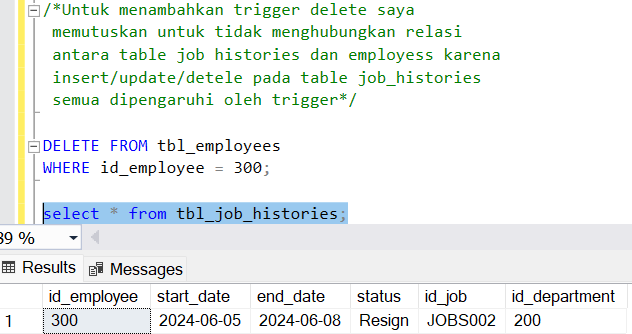 /*Untuk menambahkan trigger delete saya
memutuskan untuk tidak menghubungkan relasi
antara table job histories dan employess karena
insert/update/detele pada table job_histories
semua dipengaruhi oleh trigger*/
DELETE FROM tbl_employees
WHERE id_employee = 300;
select * from tbl_job_histories;
39 %
Results Messages
id_employee start_date end_date status id_job id_department
1 300 2024-06-05 2024-06-08 Resign JOBS002 200